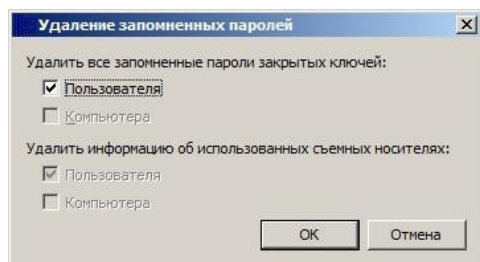 Удаление запомненных паролей
Удалить все запомненные пароли закрытых ключей:
Пользователя
Компьютера
Удалить информацию об использованных съемных носителях:
Пользователя
Компьютера
OK Отмена